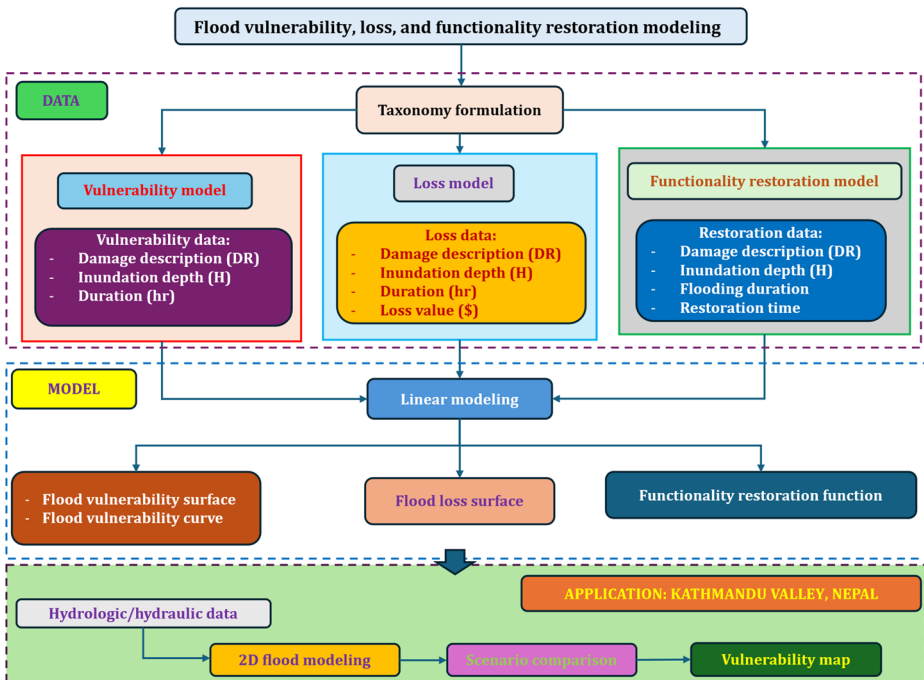 Flood vulnerability, loss, and functionality restoration modeling
DATA
Taxonomy formulation
Vulnerability model
Vulnerability data:
- Damage description (DR)
- Inundation depth (H)
- Duration (hr)
Loss model
Loss data:
- Damage description (DR)
- Inundation depth (H)
- Duration (hr)
- Loss value ($)
Functionality restoration model
Restoration data:
- Damage description (DR)
- Inundation depth (H)
- Flooding duration
- Restoration time
MODEL
Linear modeling
- Flood vulnerability surface
- Flood vulnerability curve
Flood loss surface
Functionality restoration function
APPLICATION: KATHMANDU VALLEY, NEPAL
Hydrologic/hydraulic data
2D flood modeling
Scenario comparison
Vulnerability map